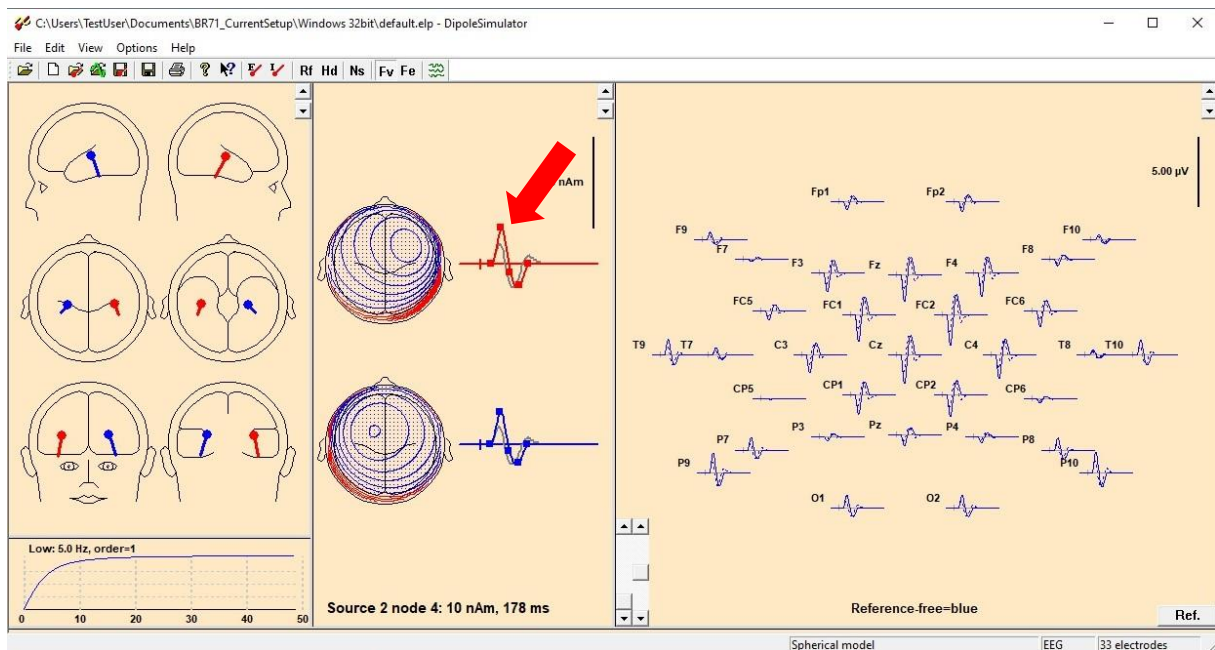 C:\Users\TestUser\Documents\BR71_CurrentSetup\Windows 32bit\default.elp - DipoleSimulator
File Edit View Options Help
Rf Hd Ns Fv Fe
nAm
Source 2 node 4: 10 nAm, 178 ms
Low: 5.0 Hz, order=1
0 10 20 30 40 50
5.00 µV
Fp1 Fp2
F9 F10
F7 F3 Fz F4 F8
FC5 FC1 FC2 FC6
T9 T7 C3 Cz C4 T8 T10
CP5 CP1 CP2 CP6
P7 P3 Pz P4 P8
P9 P10
O1 O2
Reference-free=blue
Ref.
Spherical model EEG 33 electrodes